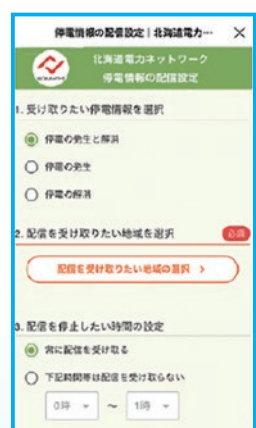 停電情報の配信設定 | 北海道電力…
北海道電力ネットワーク
停電情報の配信設定
1. 受け取りたい停電情報を選択
停電の発生と解消
停電の発生
停電の解消
2. 配信を受け取りたい地域を選択
必須
配信を受け取りたい地域の選択 >
3. 配信を停止したい時間の設定
常に配信を受け取る
下記時間帯は配信を受け取らない
0時 ～ 1時